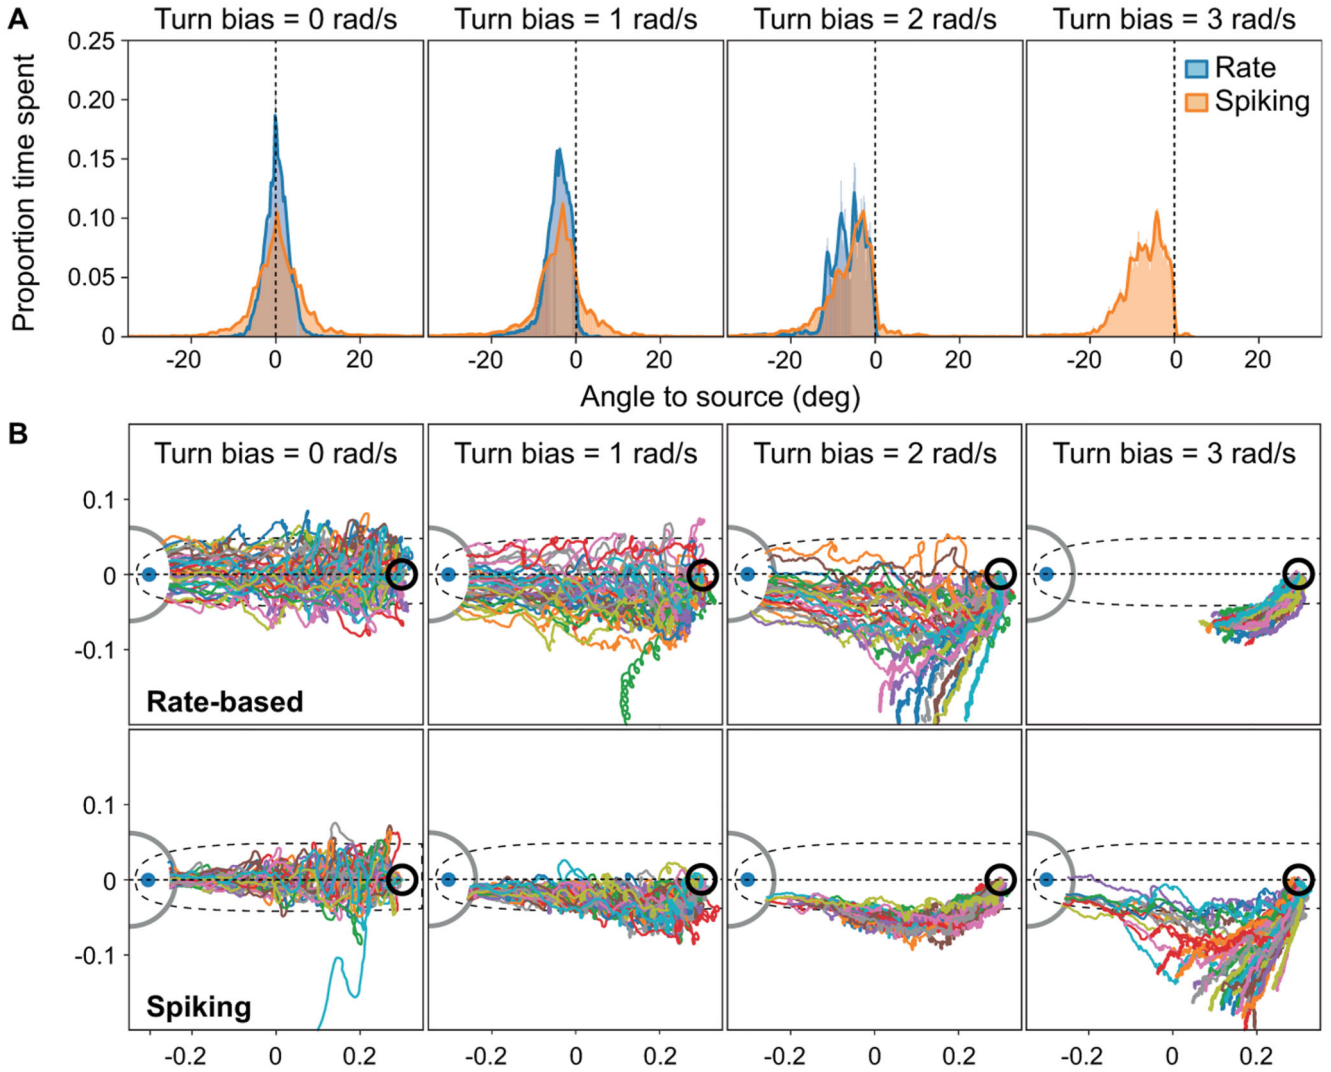 A
Turn bias = 0 rad/s
Turn bias = 1 rad/s
Turn bias = 2 rad/s
Turn bias = 3 rad/s
Proportion time spent
0.25
0.20
0.15
0.10
0.05
0
Rate
Spiking
-20 0 20
-20 0 20
-20 0 20
-20 0 20
Angle to source (deg)
B
Turn bias = 0 rad/s
Turn bias = 1 rad/s
Turn bias = 2 rad/s
Turn bias = 3 rad/s
0.1
0
-0.1
Rate-based
0.1
0
-0.1
Spiking
-0.2 0 0.2
-0.2 0 0.2
-0.2 0 0.2
-0.2 0 0.2